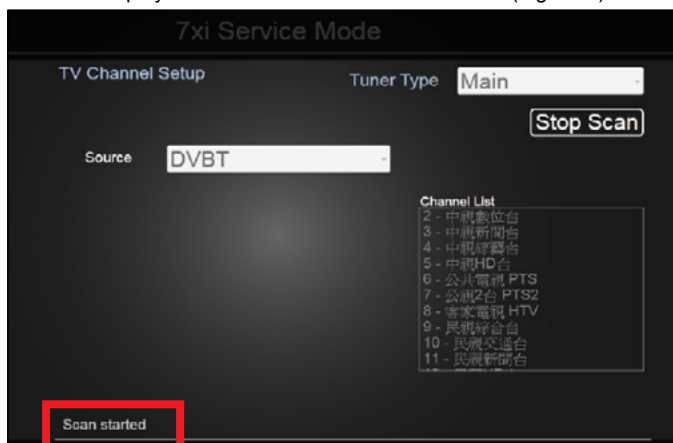 7xi Service Mode
TV Channel Setup
Tuner Type
Main
Stop Scan
Source
DVBT
Channel List
2 - 中視數位台
3 - 中視新聞台
4 - 中視綜藝台
5 - 中視HD台
6 - 公共電視 PTS
7 - 公視2台 PTS2
8 - 客家電視 HTV
9 - 民視綜合台
10 - 民視交通台
11 - 民視新聞台
Scan started